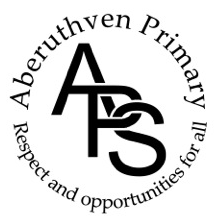 Aberuthven Primary
APS
Respect and opportunities for all